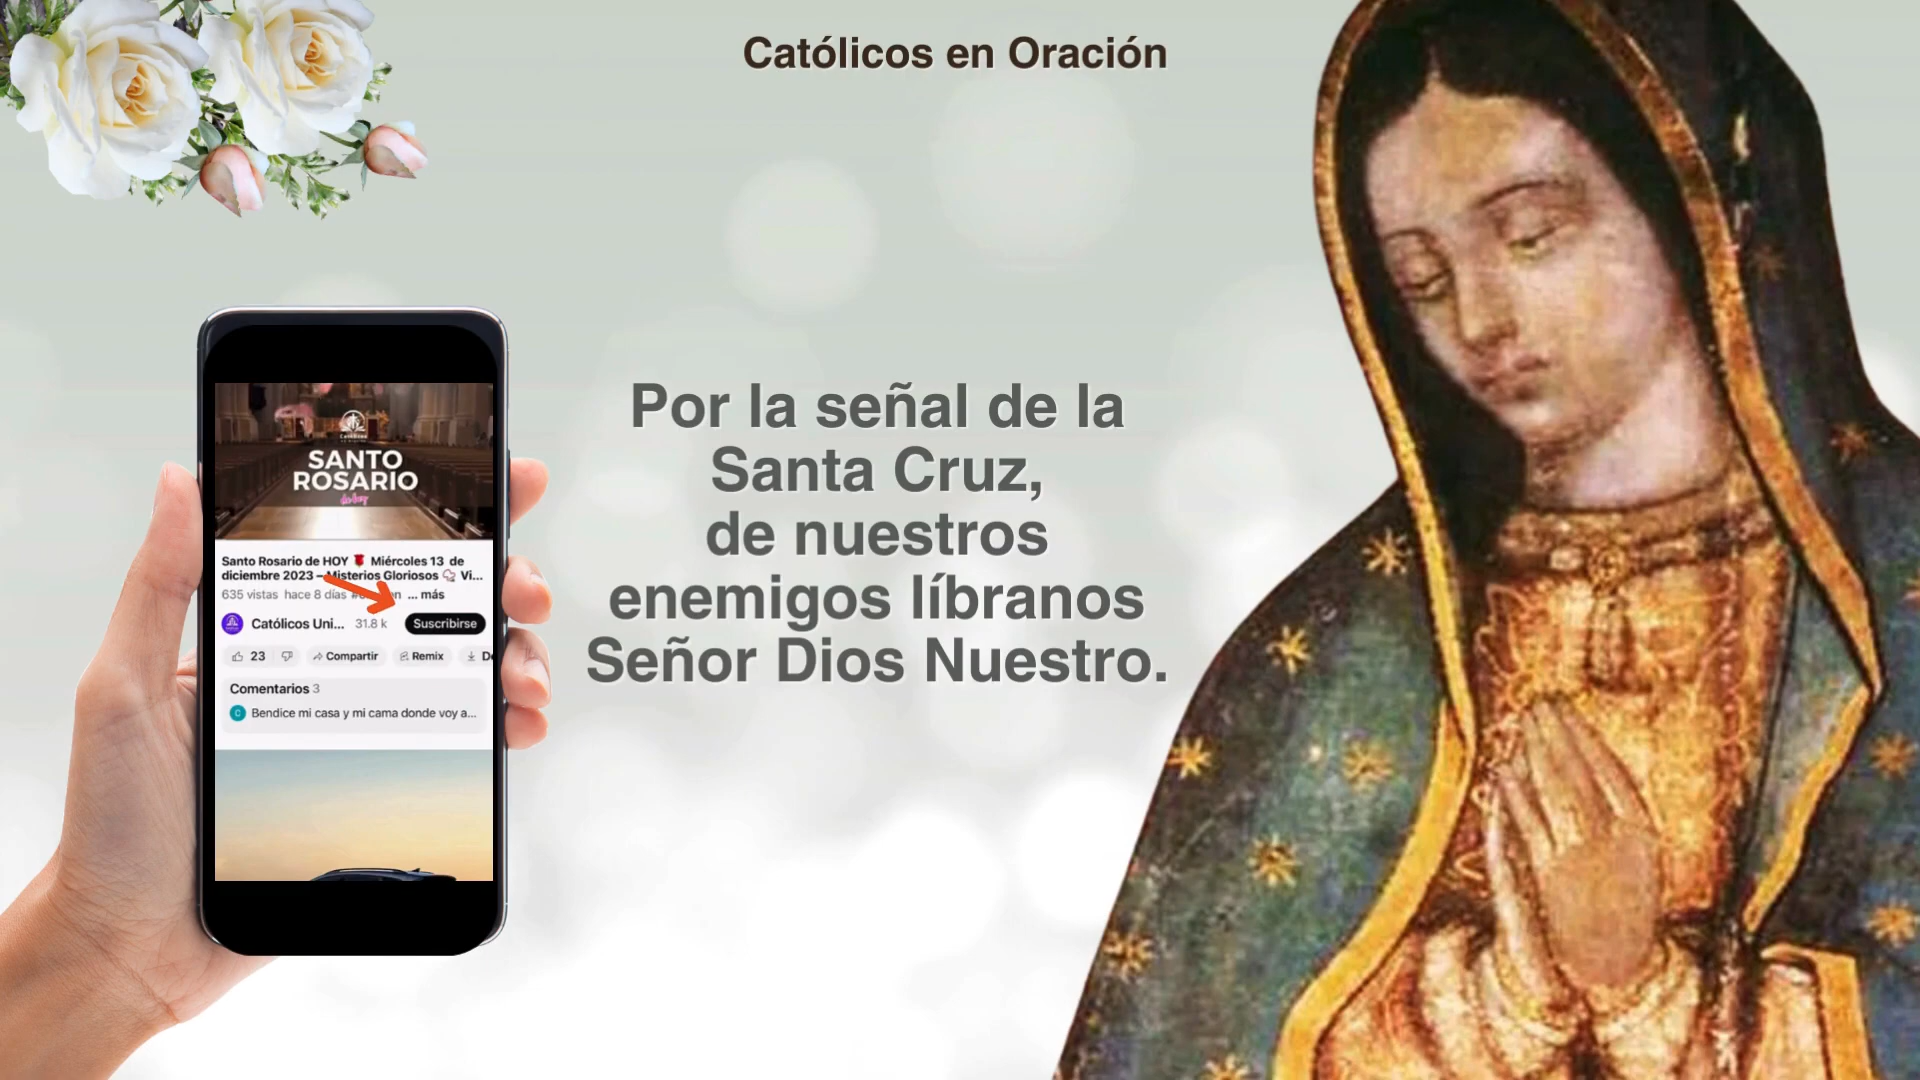 Católicos en Oración
Por la señal de la
Santa Cruz,
de nuestros
enemigos líbranos
Señor Dios Nuestro.
SANTO
ROSARIO
de hoy
Santo Rosario de HOY 🌹 Miércoles 13 de
diciembre 2023 – Misterios Gloriosos 📿 Vi...
635 vistas hace 8 días ... más
Católicos Uni... 31.8 k Suscribirse
23 Compartir Remix
Comentarios 3
C Bendice mi casa y mi cama donde voy a...